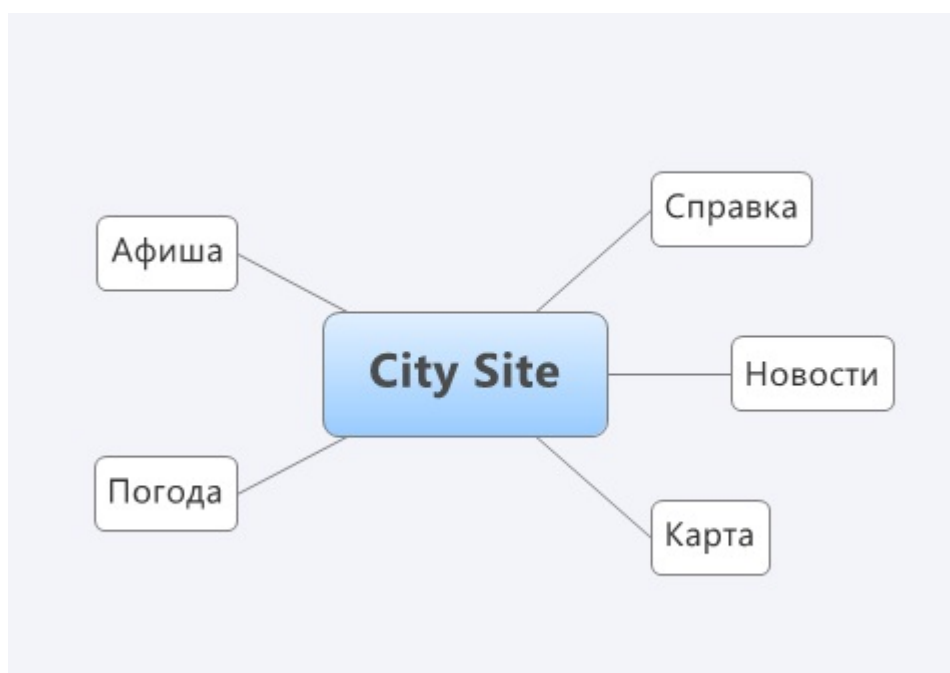 Справка
Афиша
City Site
Новости
Погода
Карта